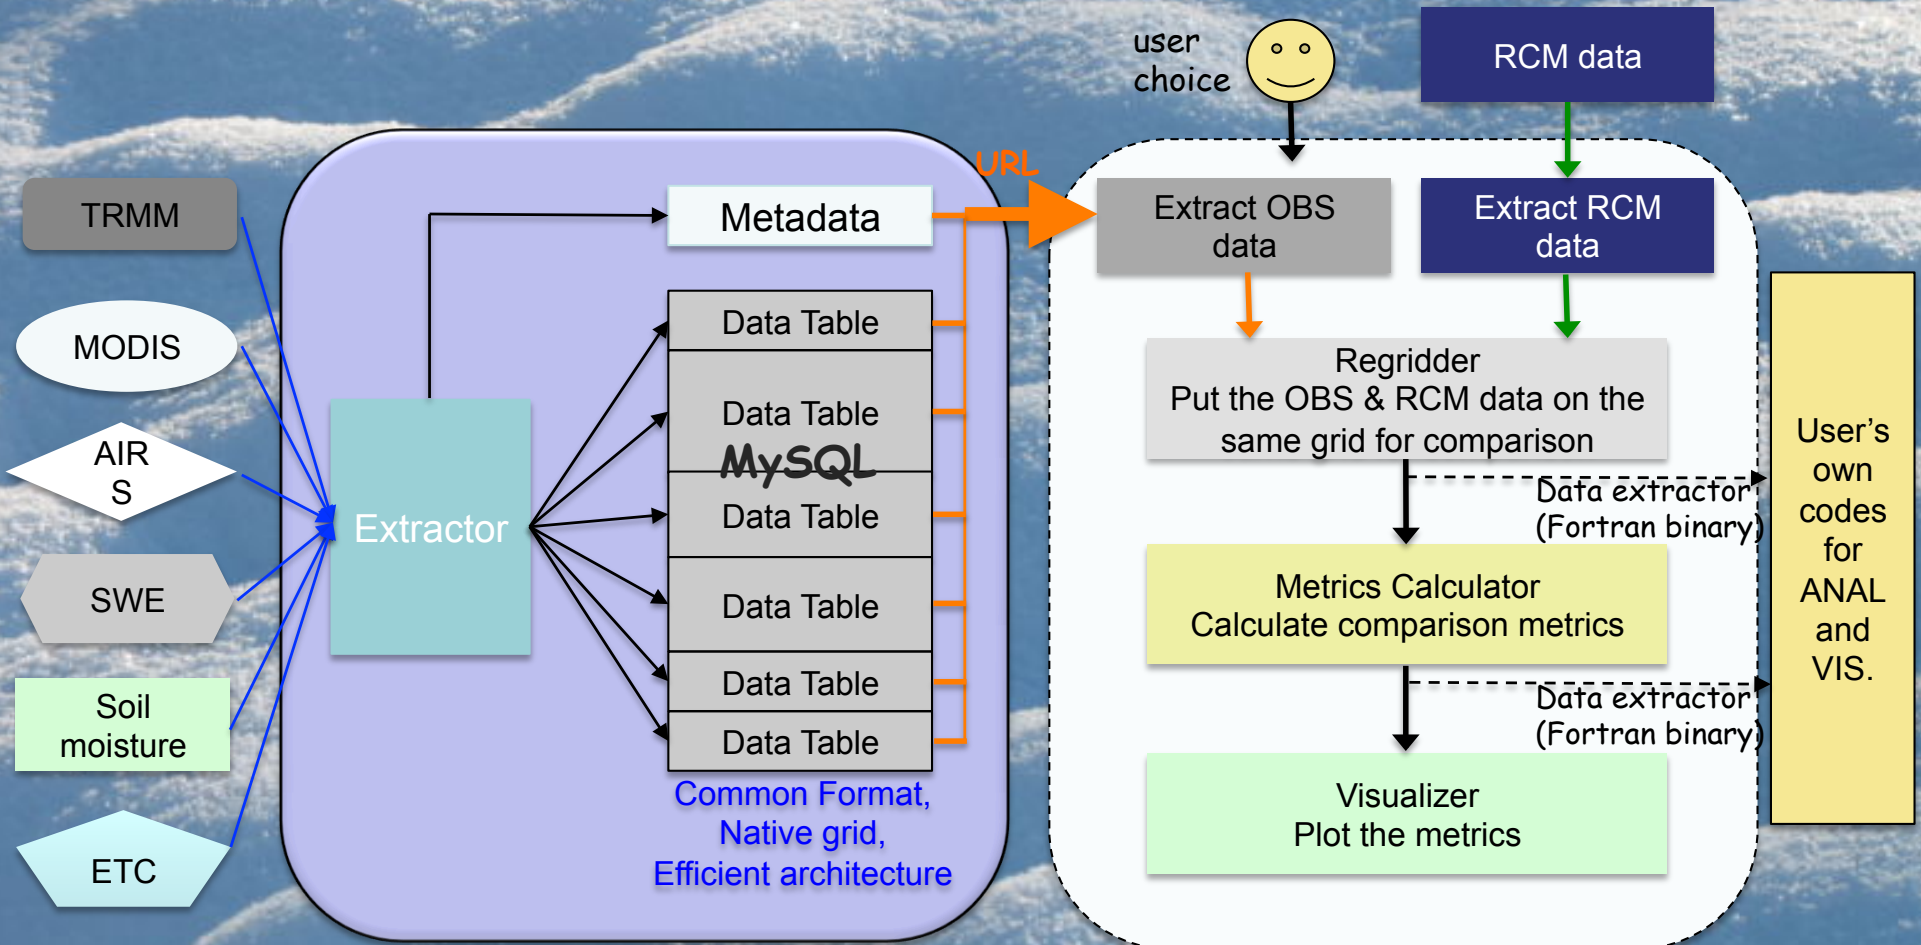 user
choice
RCM data
URL
TRMM
Metadata
Extract OBS
data
Extract RCM
data
MODIS
Data Table
Regridder
Put the OBS & RCM data on the
same grid for comparison
Data Table
MySQL
AIR
S
Extractor
Data Table
Data extractor
(Fortran binary)
User's
own
codes
for
ANAL
and
VIS.
SWE
Data Table
Metrics Calculator
Calculate comparison metrics
Soil
moisture
Data Table
Data Table
Data extractor
(Fortran binary)
Common Format,
Native grid,
Efficient architecture
Visualizer
Plot the metrics
ETC